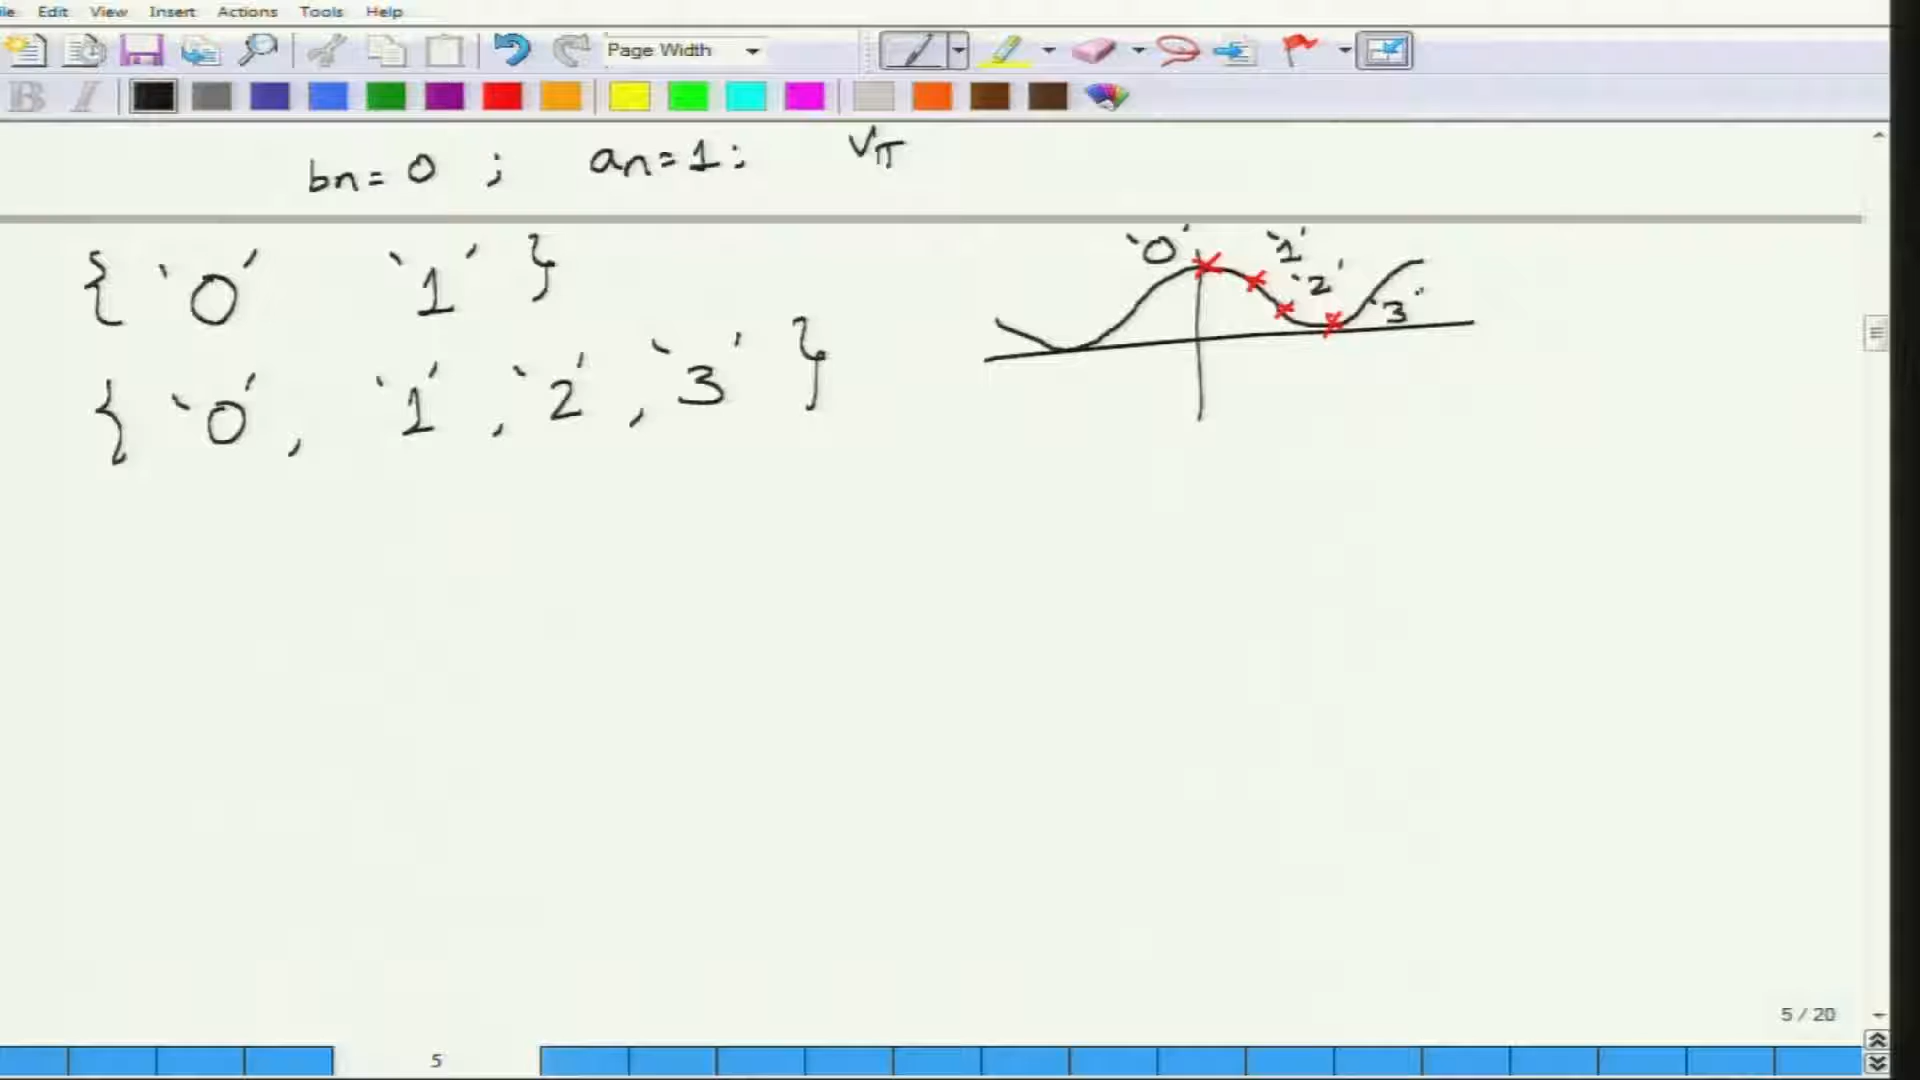 File Edit View Insert Actions Tools Help
Page Width
B I
bn = 0 ; an = 1 ; Vπ
{ '0' '1' }
{ '0' , '1' , '2' , '3' }
'0' '1'
'2'
'3'
5 / 20
5